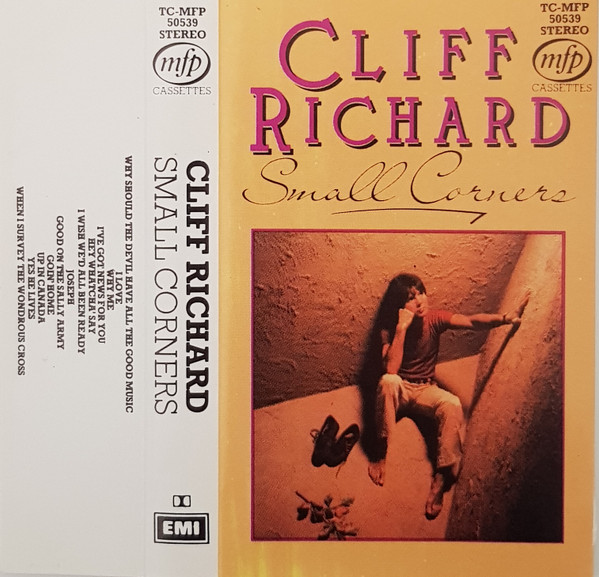 TC-MFP
50539
STEREO
mfp
CASSETTES
CLIFF RICHARD
SMALL CORNERS
EMI
WHY SHOULD THE DEVIL HAVE ALL THE GOOD MUSIC
I LOVE
WHY ME
I'VE GOT NEWS FOR YOU
HEY WHATCHA' SAY
I WISH WE'D ALL BEEN READY
JOSEPH
GOOD ON THE SALLY ARMY
GOIN' HOME
UP IN CANADA
YES HE LIVES
WHEN I SURVEY THE WONDROUS CROSS
CLIFF
RICHARD
Small Corners
TC-MFP
50539
STEREO
mfp
CASSETTES